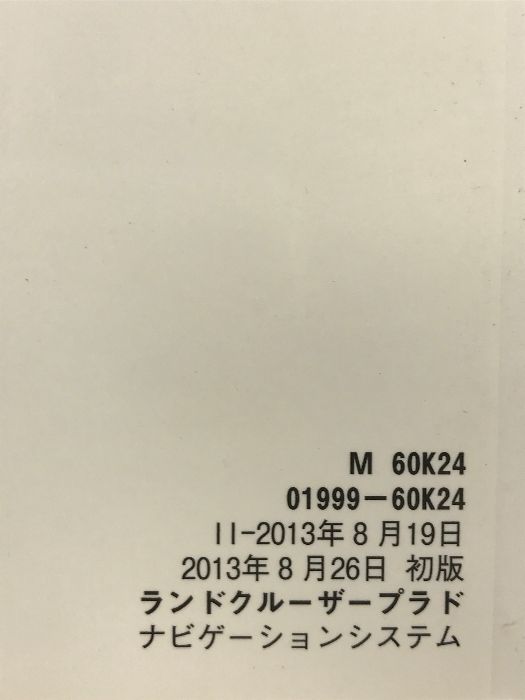 M 60K24
01999−60K24
II-2013年8月19日
2013年8月26日 初版
ランドクルーザープラド
ナビゲーションシステム